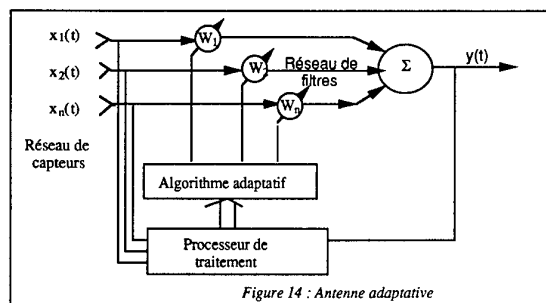 x1(t)
W1
x2(t)
W
Réseau de
filtres
Σ
y(t)
xn(t)
Wn
Réseau de
capteurs
Algorithme adaptatif
Processeur de
traitement
Figure 14 : Antenne adaptative